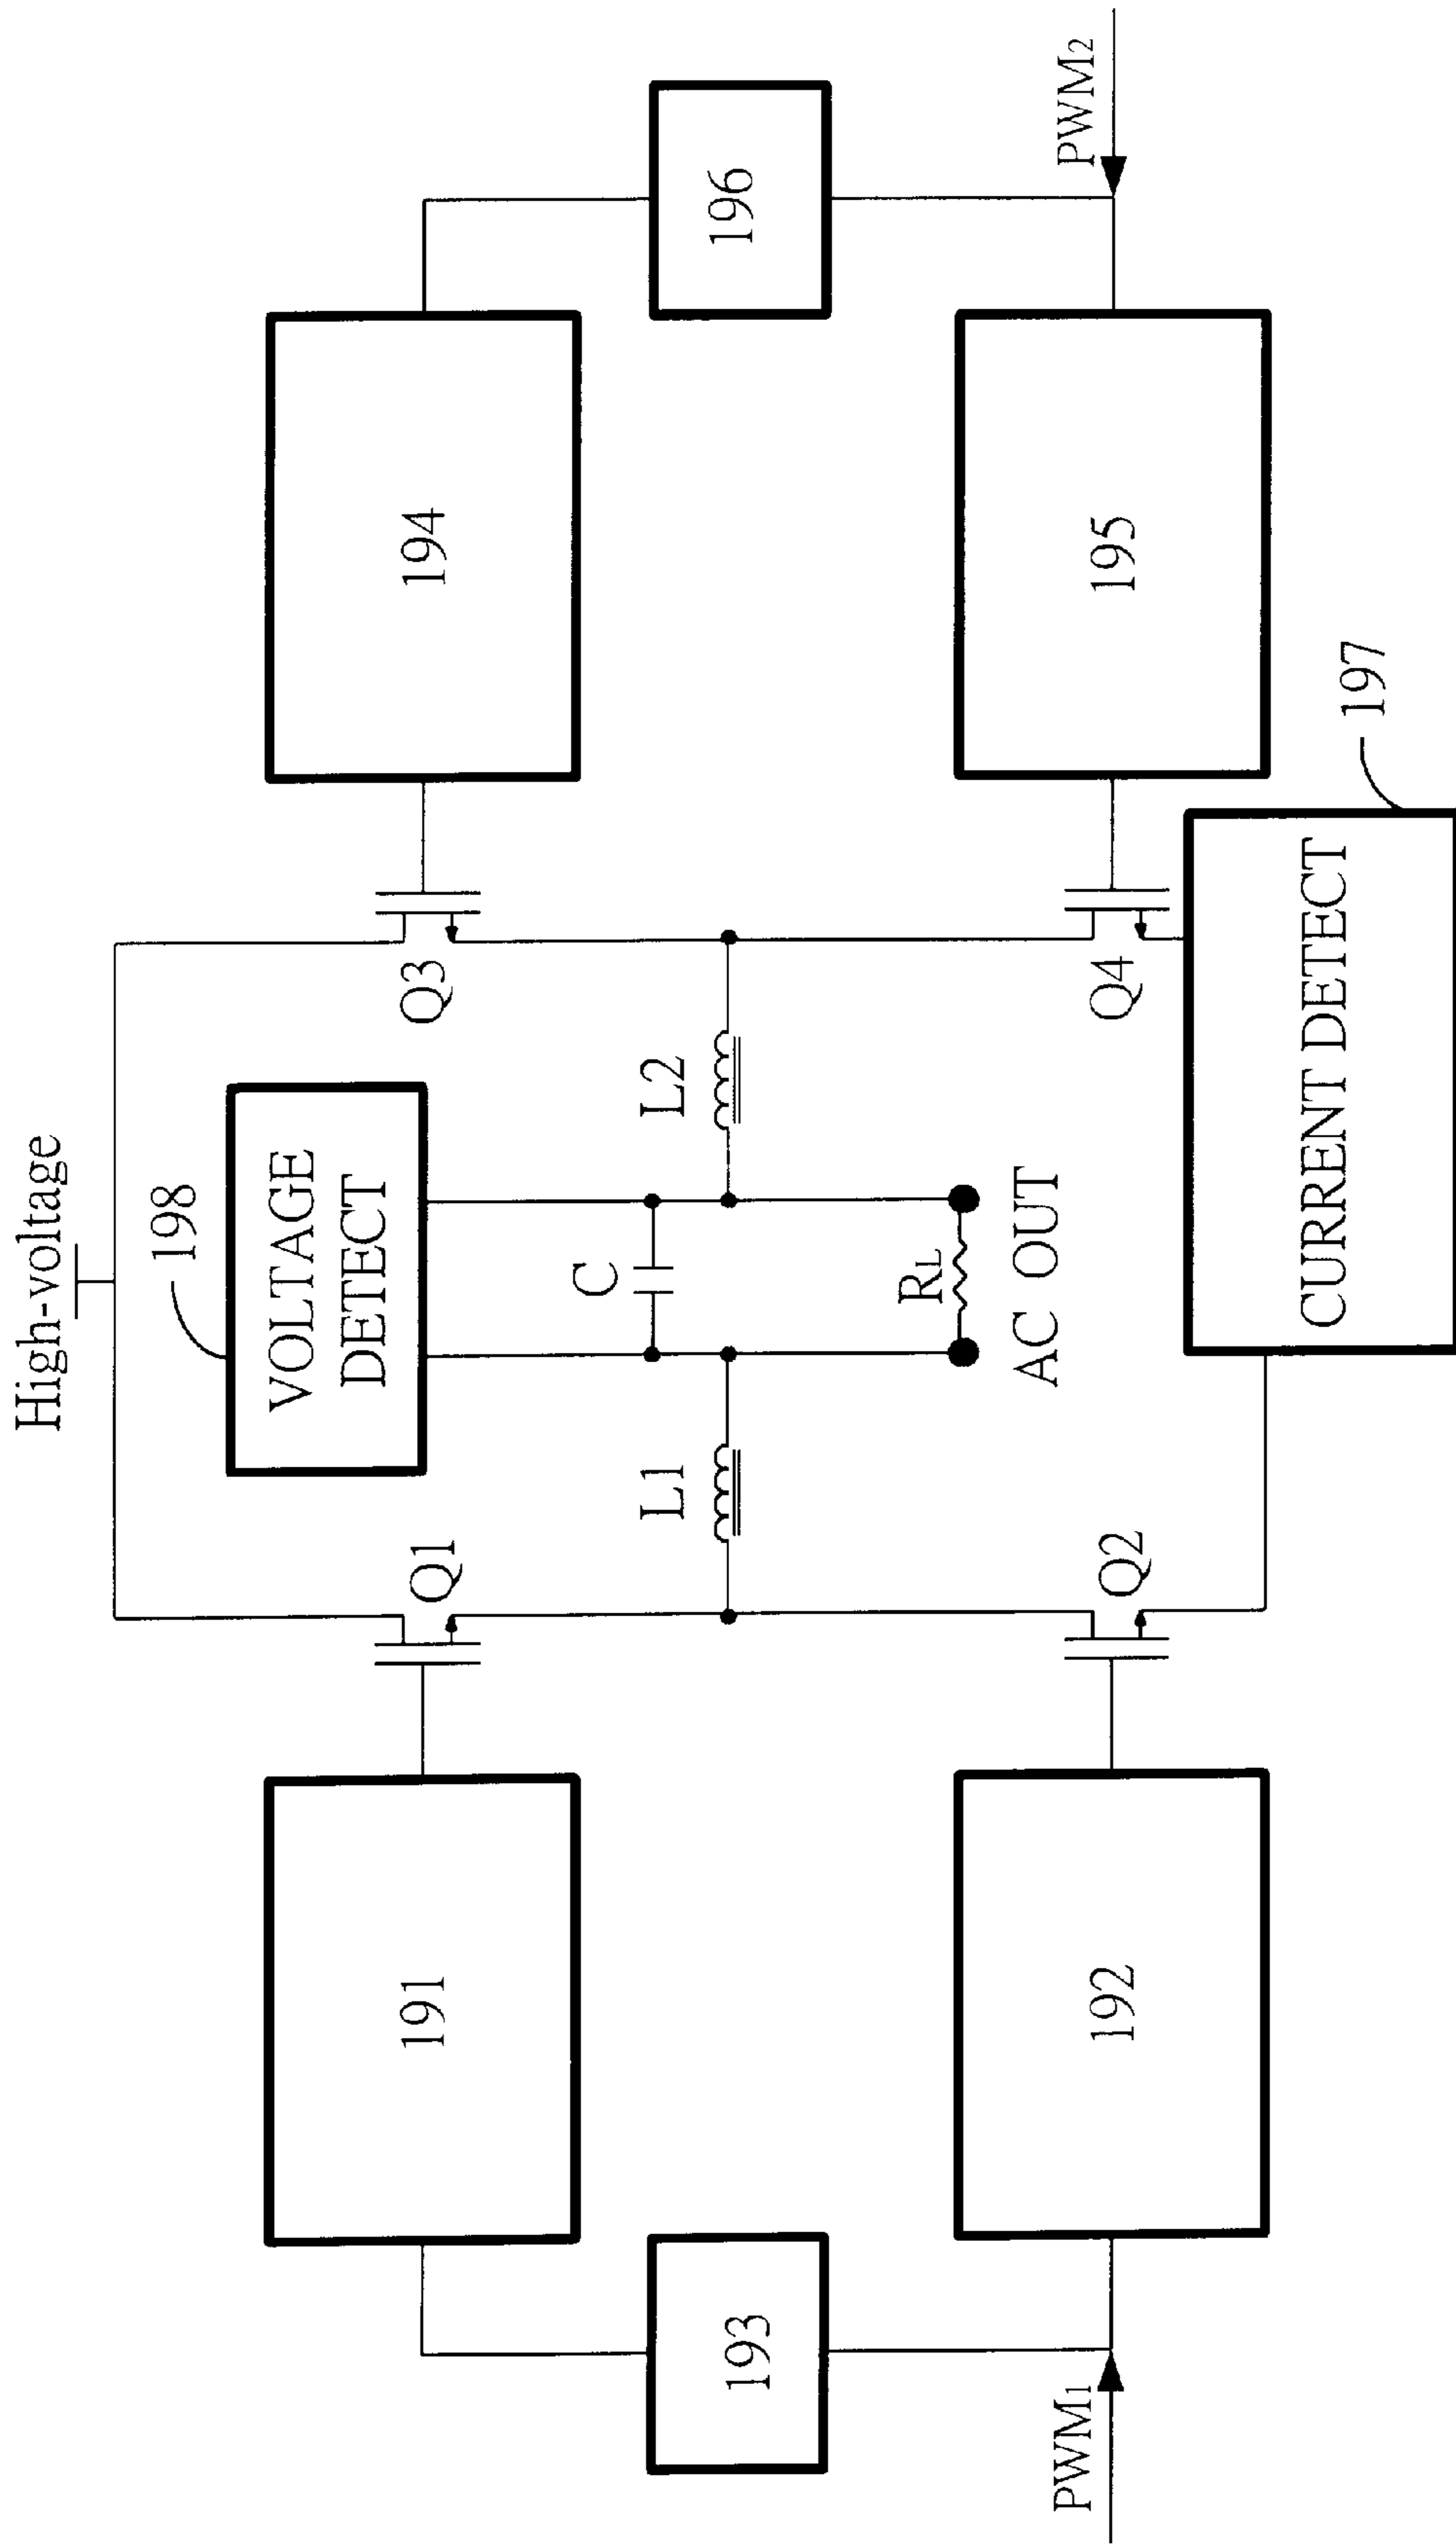 High-voltage
198
VOLTAGE
DETECT
191
Q1
Q3
194
193
L1
C
L2
196
RL
AC OUT
PWM1
192
Q2
Q4
195
PWM2
CURRENT DETECT
197